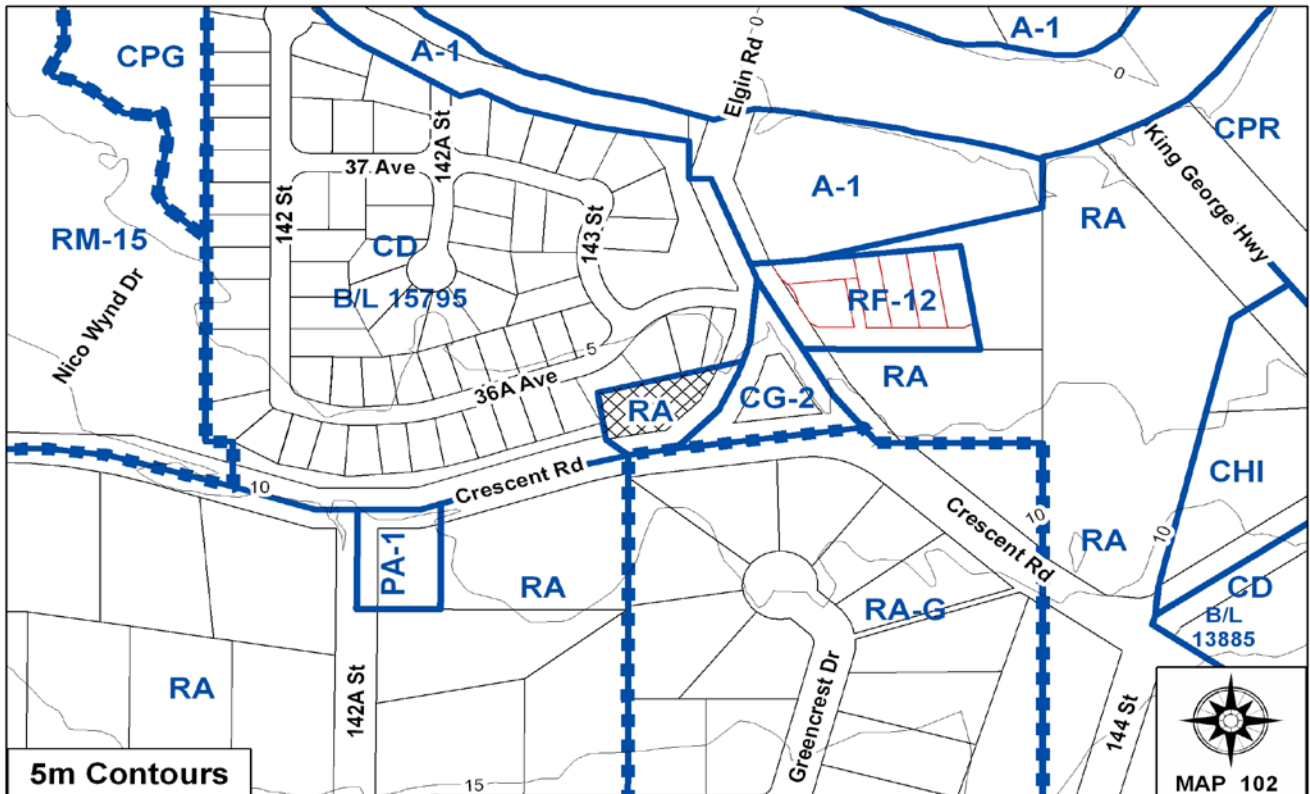 A-1
Elgin Rd
0
A-1
CPG
0
CPR
King George Hwy
142A St
37 Ave
A-1
RA
142 St
143 St
RM-15
CD
B/L 15795
RF-12
Nico Wynd Dr
5
36A Ave
RA
RA
CG-2
CHI
Crescent Rd
10
10
Crescent Rd
10
RA
PA-1
RA
RA-G
CD
B/L
13885
RA
142A St
Greencrest Dr
144 St
5m Contours
15
MAP 102